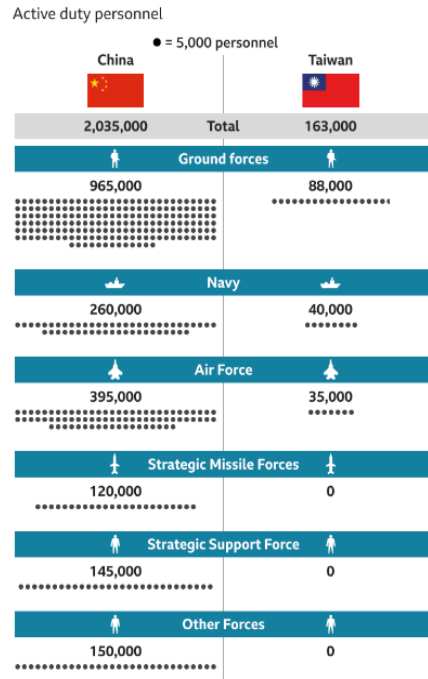 Active duty personnel
● = 5,000 personnel
China Taiwan
2,035,000 Total 163,000
Ground forces
965,000 88,000
Navy
260,000 40,000
Air Force
395,000 35,000
Strategic Missile Forces
120,000 0
Strategic Support Force
145,000 0
Other Forces
150,000 0